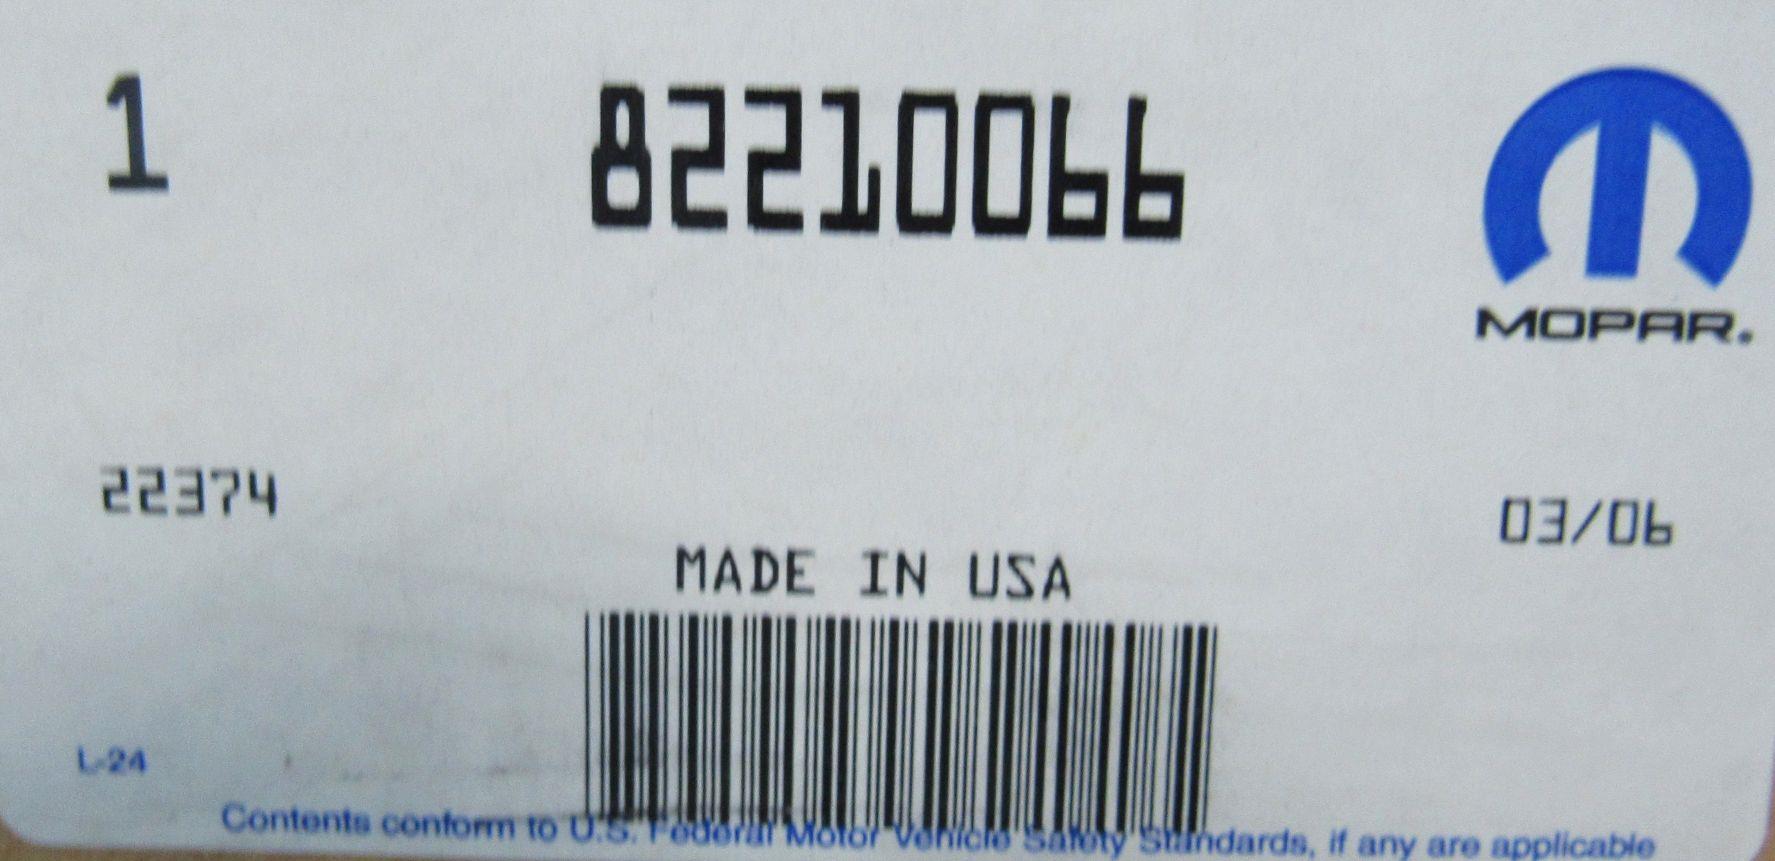 1 82210066
MOPAR.
22374 03/06
MADE IN USA
L-24
Contents conform to U.S. Federal Motor Vehicle Safety Standards, if any are applicable